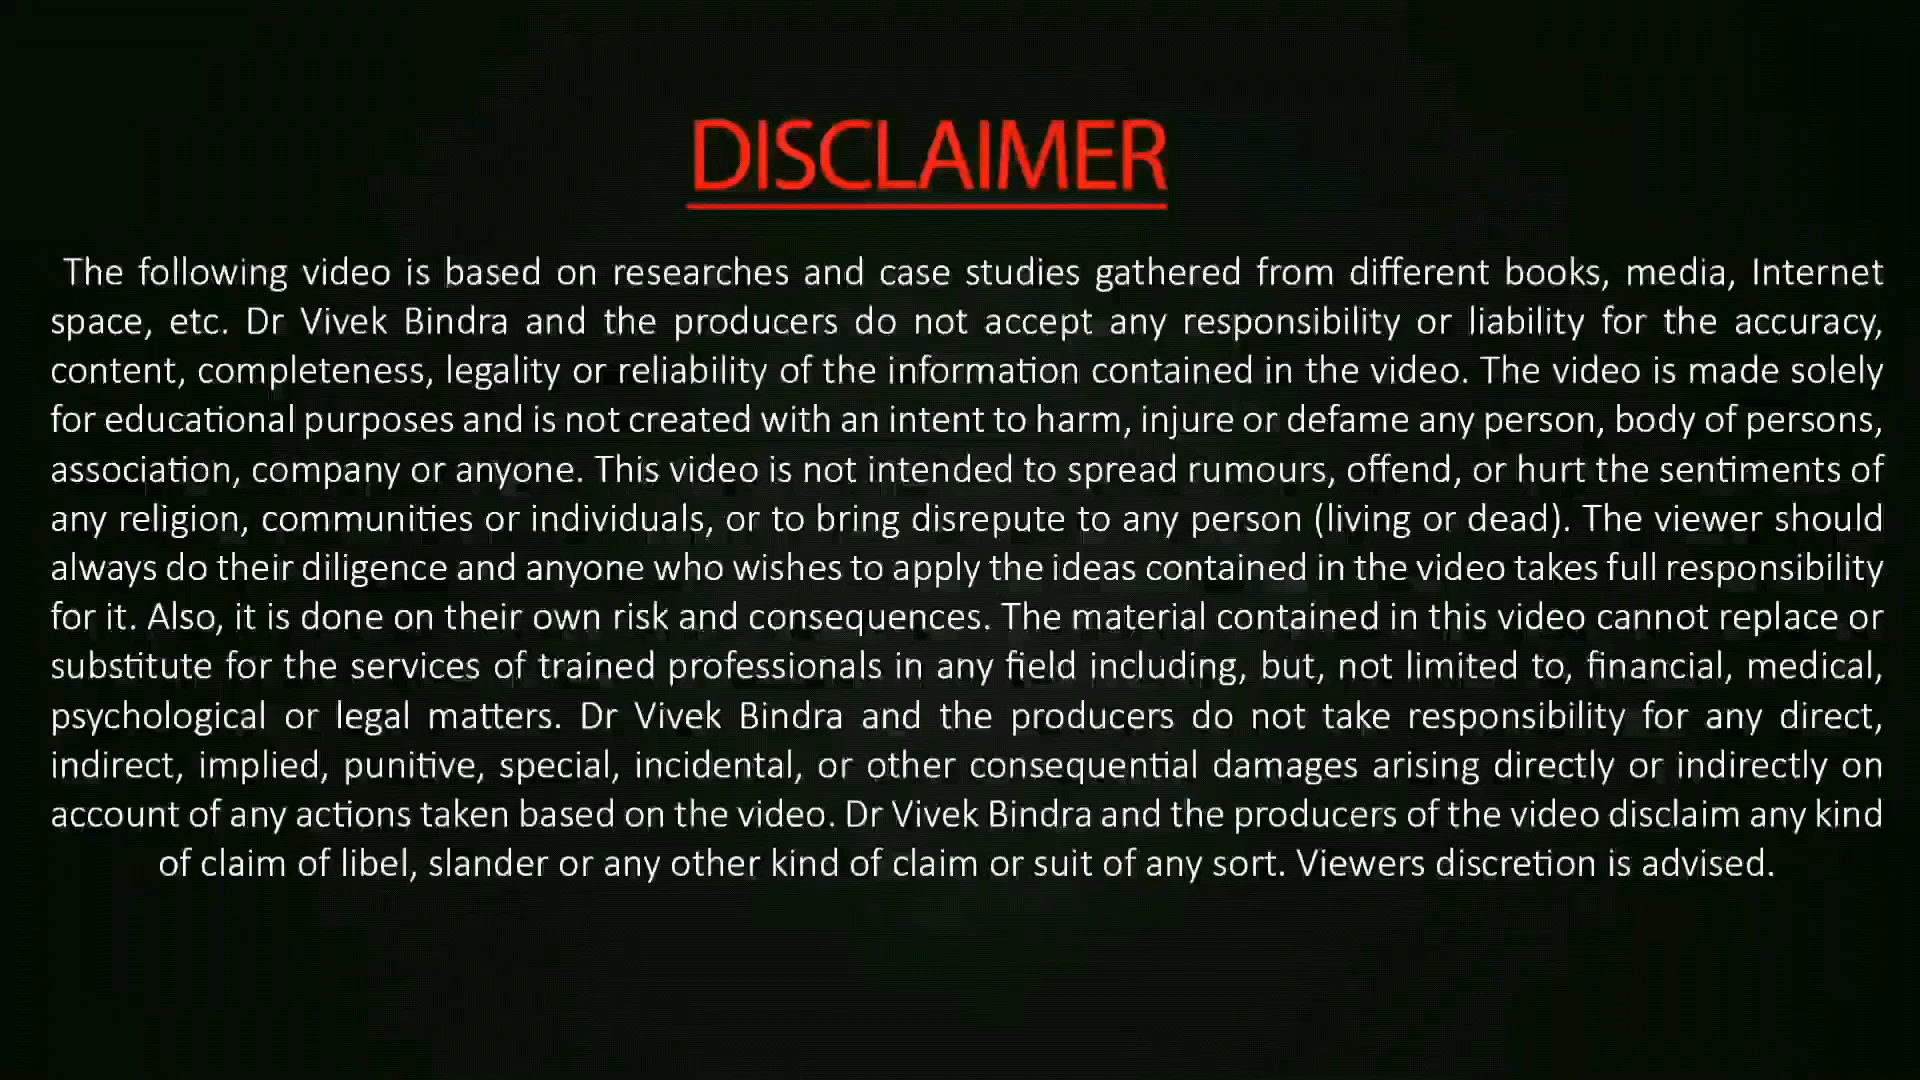 DISCLAIMER
The following video is based on researches and case studies gathered from different books, media, Internet
space, etc. Dr Vivek Bindra and the producers do not accept any responsibility or liability for the accuracy,
content, completeness, legality or reliability of the information contained in the video. The video is made solely
for educational purposes and is not created with an intent to harm, injure or defame any person, body of persons,
association, company or anyone. This video is not intended to spread rumours, offend, or hurt the sentiments of
any religion, communities or individuals, or to bring disrepute to any person (living or dead). The viewer should
always do their diligence and anyone who wishes to apply the ideas contained in the video takes full responsibility
for it. Also, it is done on their own risk and consequences. The material contained in this video cannot replace or
substitute for the services of trained professionals in any field including, but, not limited to, financial, medical,
psychological or legal matters. Dr Vivek Bindra and the producers do not take responsibility for any direct,
indirect, implied, punitive, special, incidental, or other consequential damages arising directly or indirectly on
account of any actions taken based on the video. Dr Vivek Bindra and the producers of the video disclaim any kind
of claim of libel, slander or any other kind of claim or suit of any sort. Viewers discretion is advised.